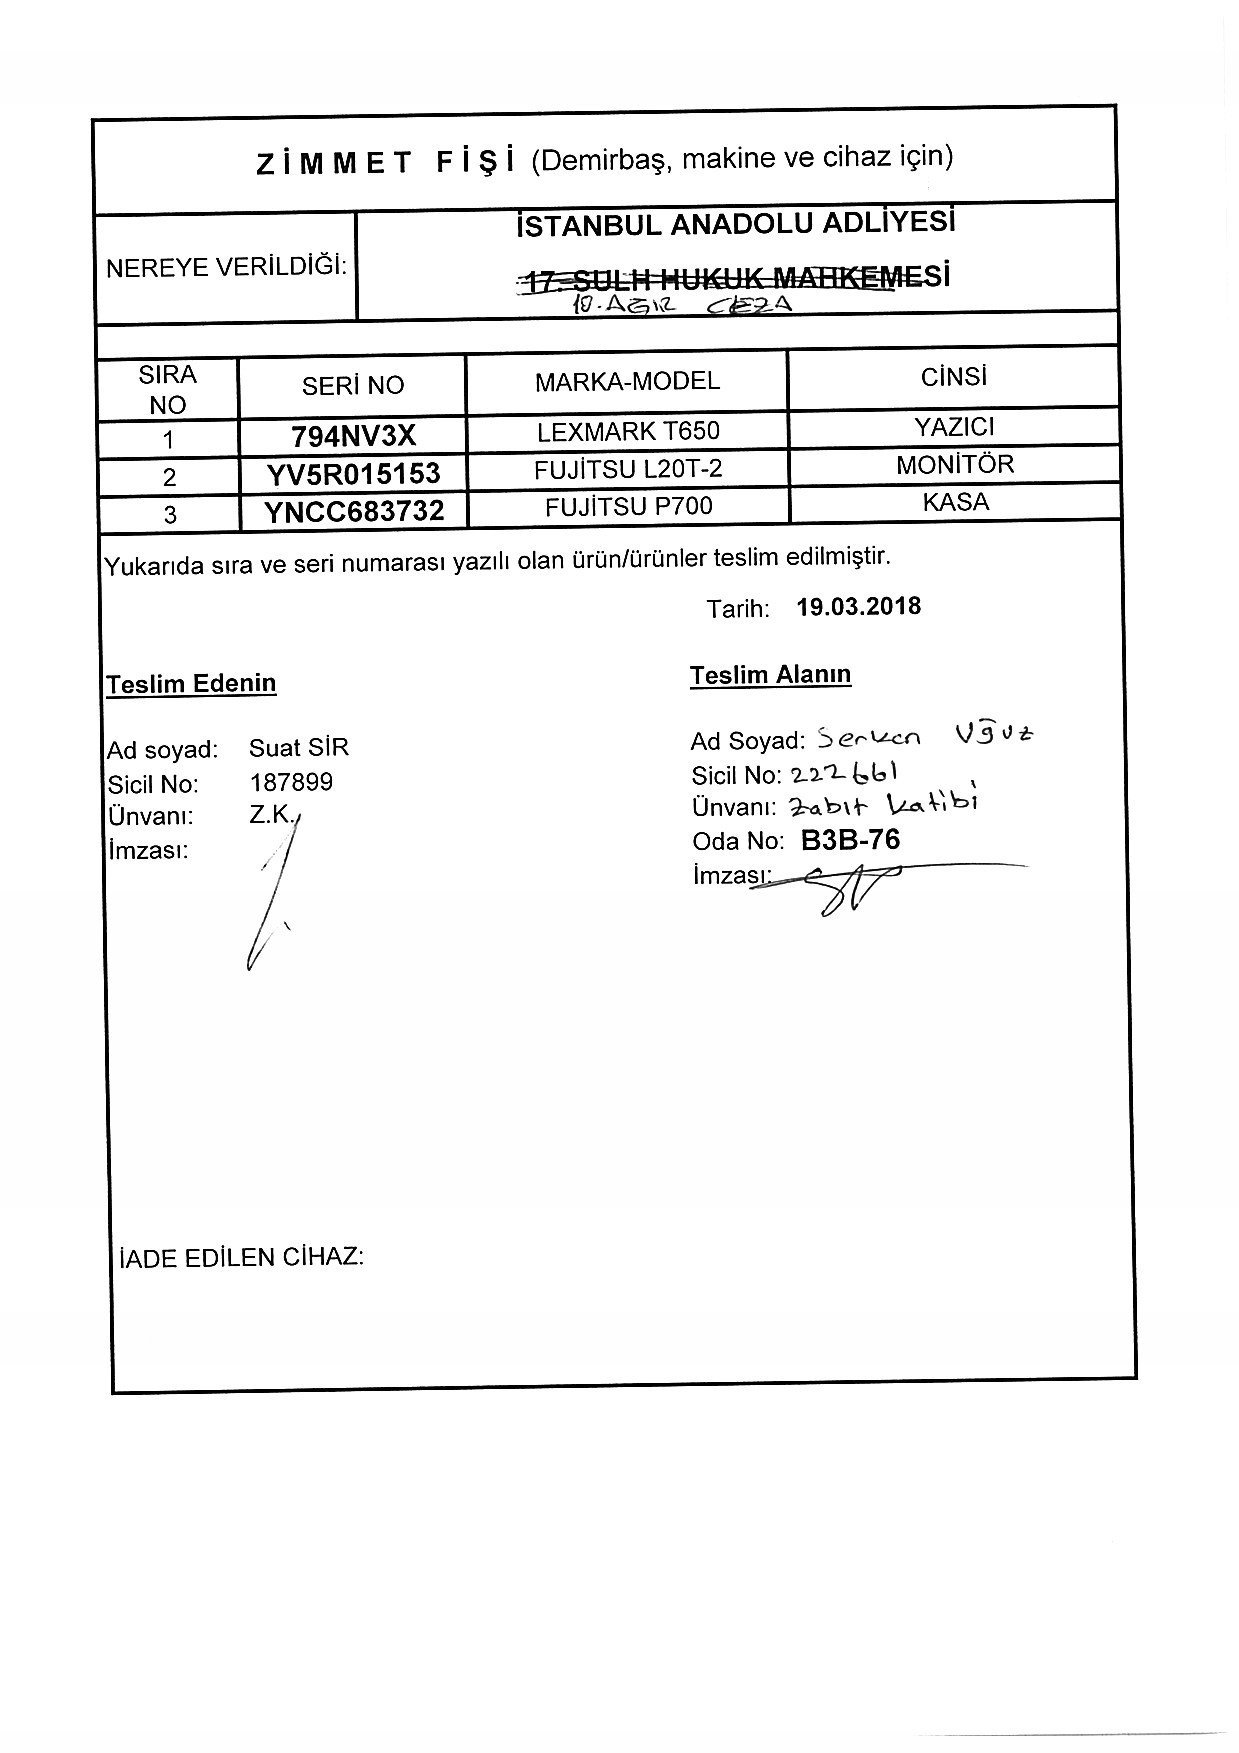 ZİMMET FİŞİ (Demirbaş, makine ve cihaz için)
NEREYE VERİLDİĞİ:
İSTANBUL ANADOLU ADLİYESİ
17. SULH HUKUK MAHKEMESİ
10. AĞIR CEZA
SIRA NO SERİ NO MARKA-MODEL CİNSİ
1 794NV3X LEXMARK T650 YAZICI
2 YV5R015153 FUJİTSU L20T-2 MONİTÖR
3 YNCC683732 FUJİTSU P700 KASA
Yukarıda sıra ve seri numarası yazılı olan ürün/ürünler teslim edilmiştir.
Tarih: 19.03.2018
Teslim Edenin
Ad soyad: Suat SİR
Sicil No: 187899
Ünvanı: Z.K.
İmzası:
Teslim Alanın
Ad Soyad: Serken Uğuz
Sicil No: 222661
Ünvanı: Zabıt Katibi
Oda No: B3B-76
İmzası:
İADE EDİLEN CİHAZ: